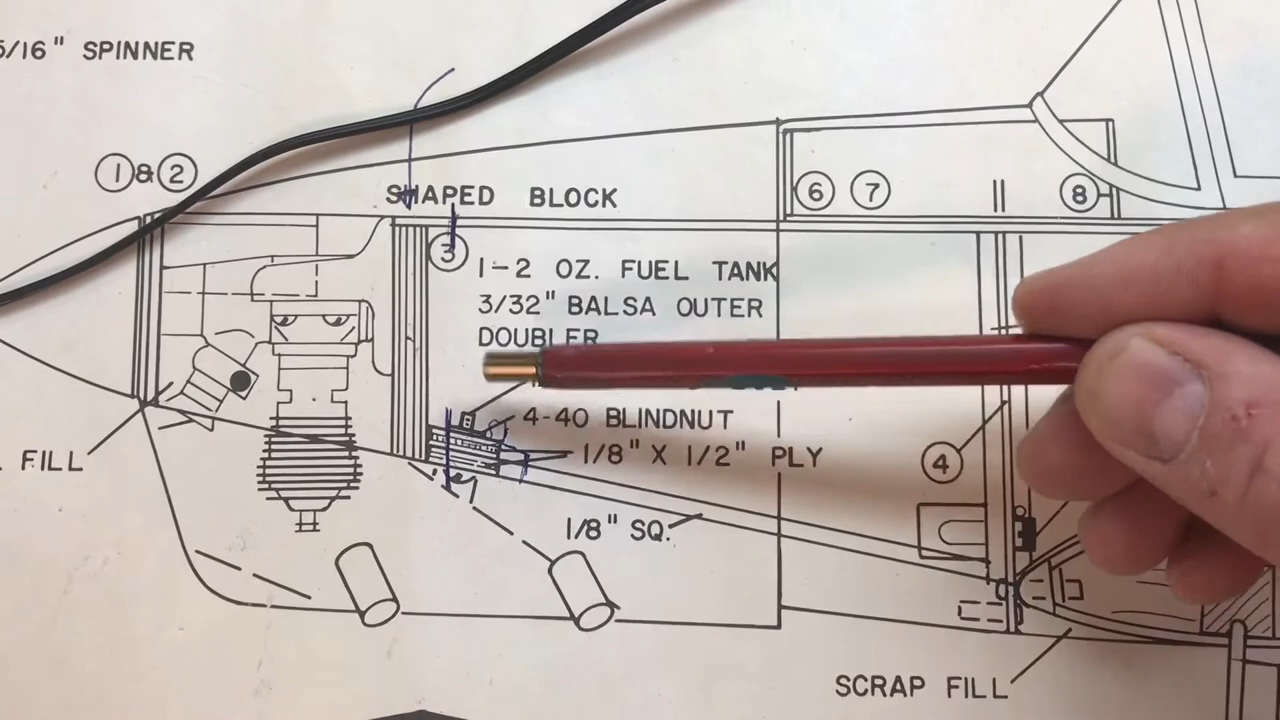 5/16" SPINNER
1 & 2
SHAPED BLOCK
6 7 8
3
1-2 OZ. FUEL TANK
3/32" BALSA OUTER
DOUBLER
4-40 BLINDNUT
1/8" X 1/2" PLY
FILL
4
1/8" SQ.
SCRAP FILL